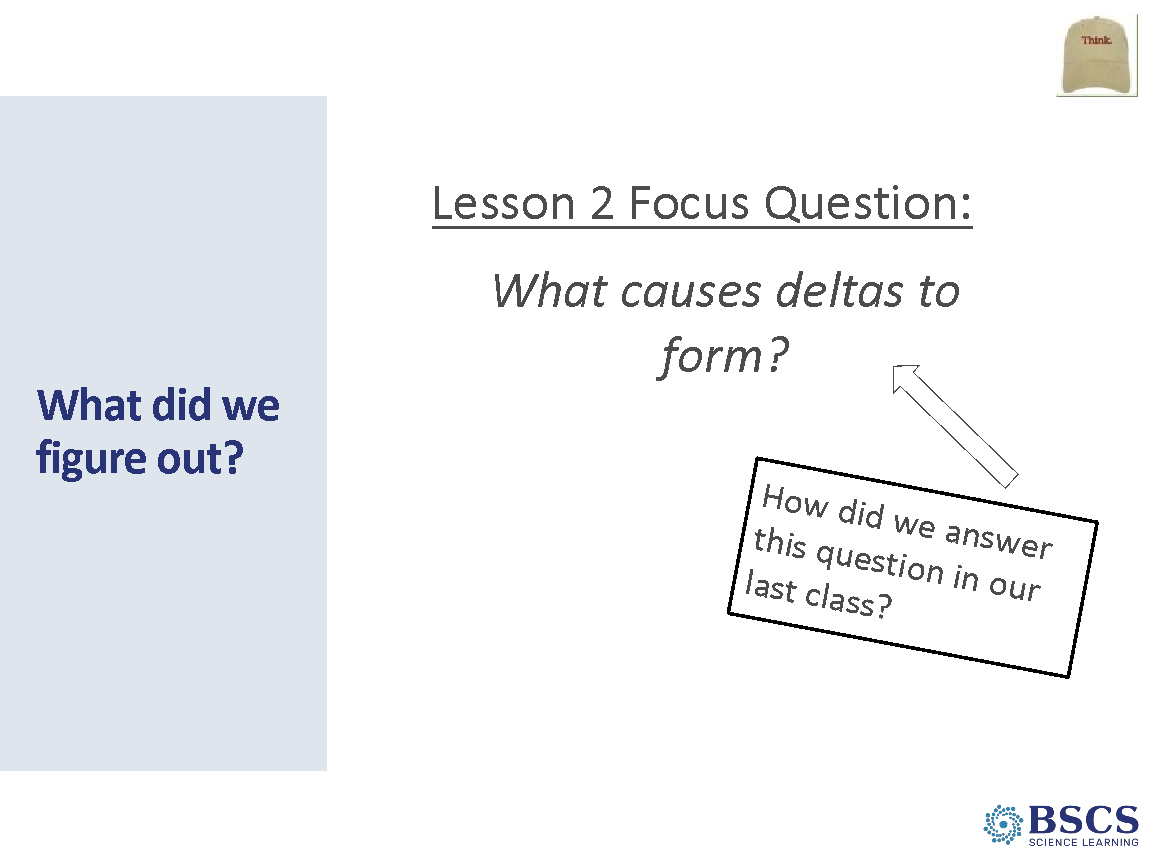 Think.
Lesson 2 Focus Question:
What causes deltas to
form?
What did we
figure out?
How did we answer
this question in our
last class?
BSCS
SCIENCE LEARNING